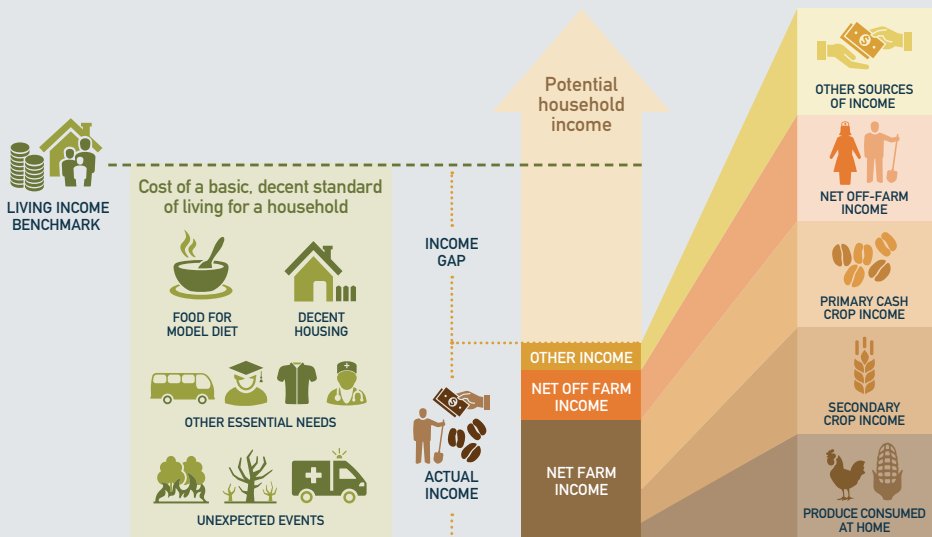 LIVING INCOME
BENCHMARK
Cost of a basic, decent standard
of living for a household
FOOD FOR
MODEL DIET
DECENT
HOUSING
OTHER ESSENTIAL NEEDS
UNEXPECTED EVENTS
INCOME
GAP
ACTUAL
INCOME
Potential
household
income
OTHER INCOME
NET OFF FARM
INCOME
NET FARM
INCOME
OTHER SOURCES
OF INCOME
NET OFF-FARM
INCOME
PRIMARY CASH
CROP INCOME
SECONDARY
CROP INCOME
PRODUCE CONSUMED
AT HOME